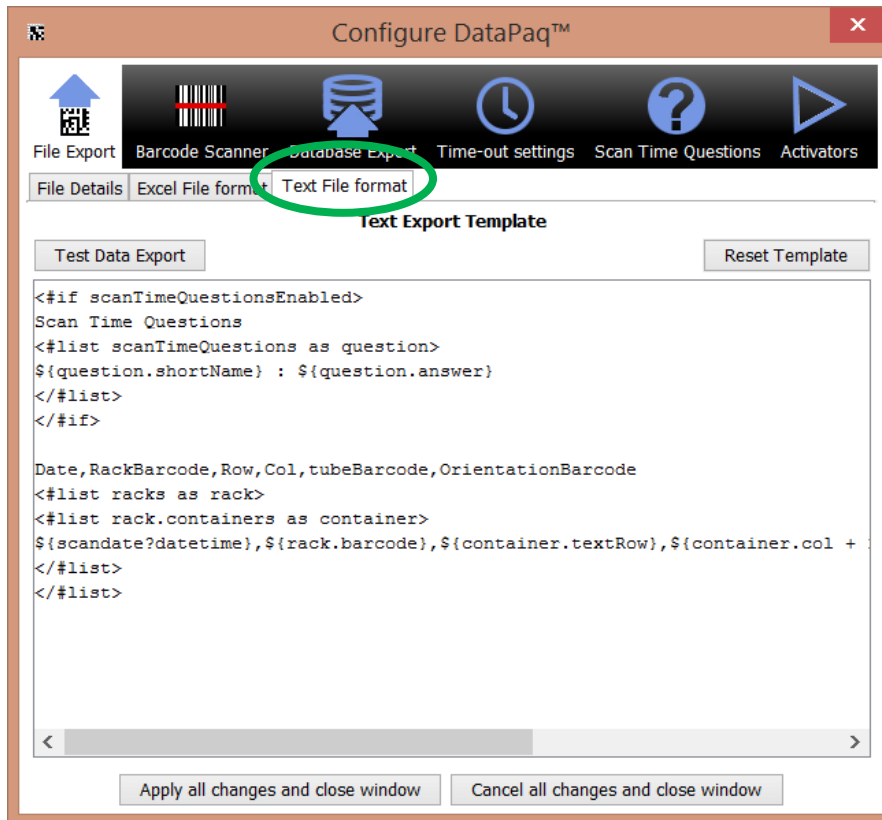 Configure DataPaq™
File Export Barcode Scanner Database Export Time-out settings Scan Time Questions Activators
File Details Excel File format Text File format
Text Export Template
Test Data Export Reset Template
<#if scanTimeQuestionsEnabled>
Scan Time Questions
<#list scanTimeQuestions as question>
${question.shortName} : ${question.answer}
</#list>
</#if>
Date,RackBarcode,Row,Col,tubeBarcode,OrientationBarcode
<#list racks as rack>
<#list rack.containers as container>
${scandate?datetime},${rack.barcode},${container.textRow},${container.col +
</#list>
</#list>
Apply all changes and close window Cancel all changes and close window